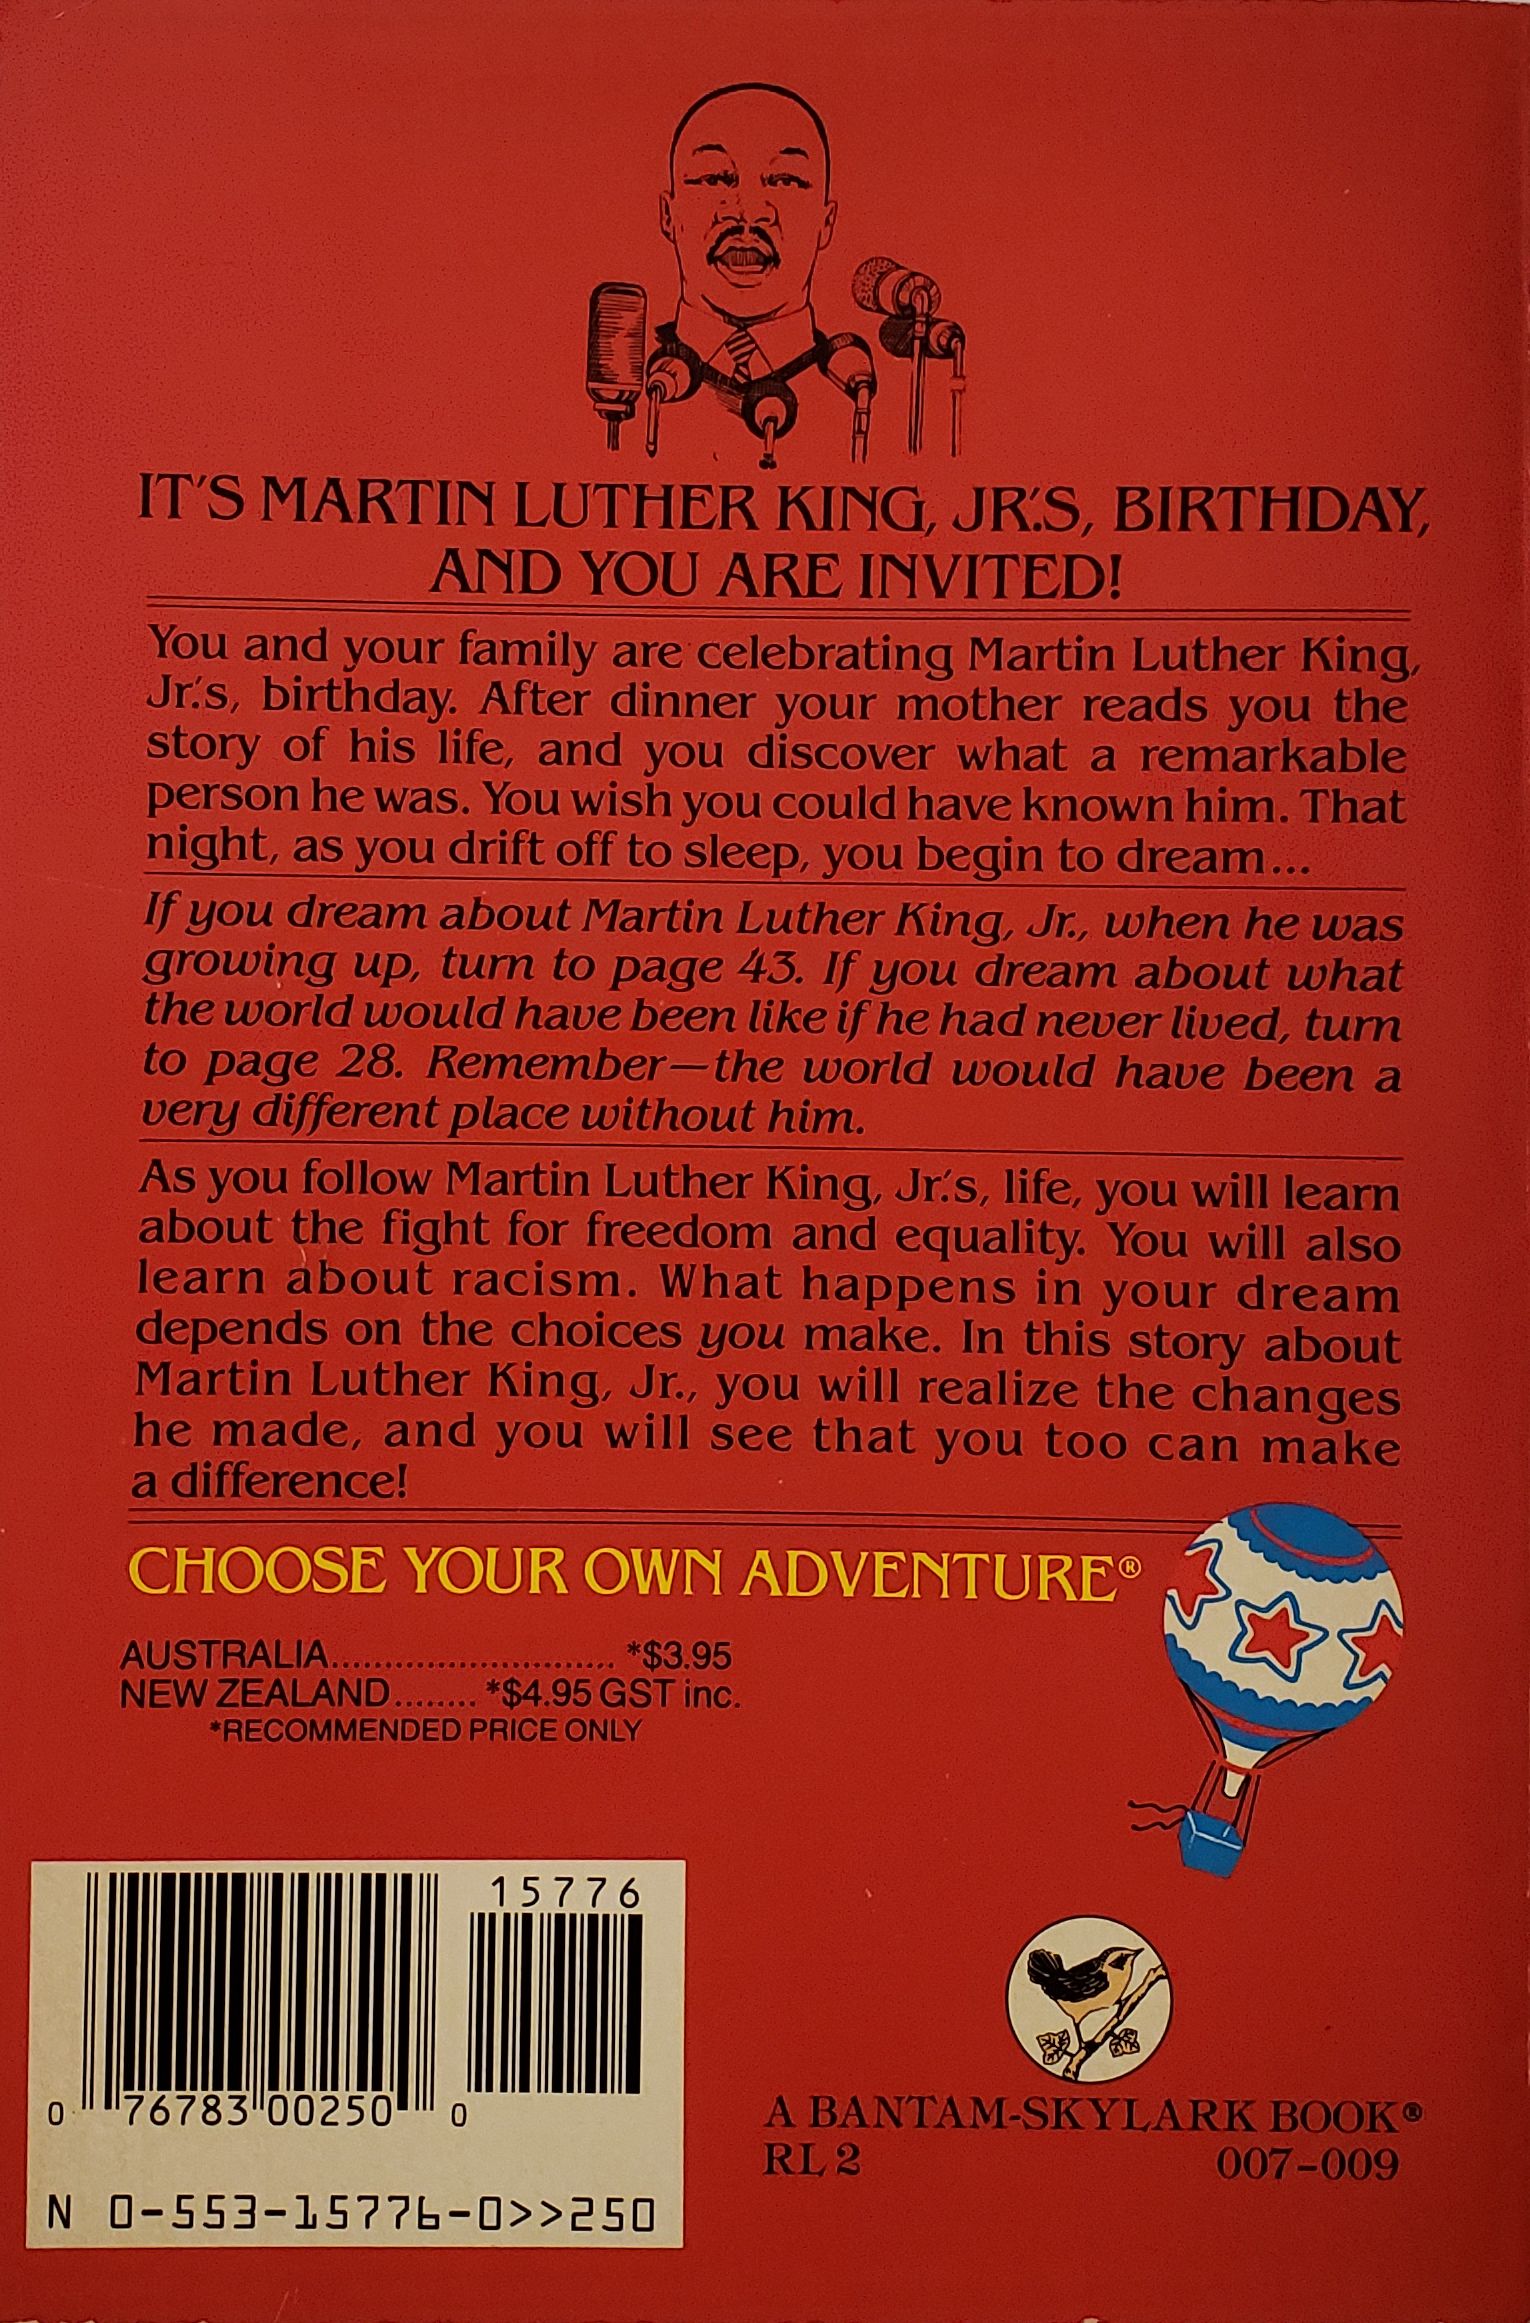 IT'S MARTIN LUTHER KING, JR.'S, BIRTHDAY,
AND YOU ARE INVITED!
You and your family are celebrating Martin Luther King,
Jr.'s, birthday. After dinner your mother reads you the
story of his life, and you discover what a remarkable
person he was. You wish you could have known him. That
night, as you drift off to sleep, you begin to dream...
If you dream about Martin Luther King, Jr., when he was
growing up, turn to page 43. If you dream about what
the world would have been like if he had never lived, turn
to page 28. Remember—the world would have been a
very different place without him.
As you follow Martin Luther King, Jr.'s, life, you will learn
about the fight for freedom and equality. You will also
learn about racism. What happens in your dream
depends on the choices you make. In this story about
Martin Luther King, Jr., you will realize the changes
he made, and you will see that you too can make
a difference!
CHOOSE YOUR OWN ADVENTURE®
AUSTRALIA........................... *$3.95
NEW ZEALAND........ *$4.95 GST inc.
*RECOMMENDED PRICE ONLY
15776
0 76783 00250 0
N 0-553-15776-0>>250
A BANTAM-SKYLARK BOOK®
RL 2 007-009